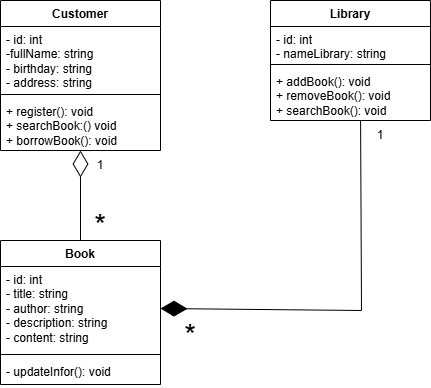 Customer
- id: int
-fullName: string
- birthday: string
- address: string
+ register(): void
+ searchBook:() void
+ borrowBook(): void
1
*
Library
- id: int
- nameLibrary: string
+ addBook(): void
+ removeBook(): void
+ searchBook(): void
1
Book
- id: int
- title: string
- author: string
- description: string
- content: string
- updateInfor(): void
*